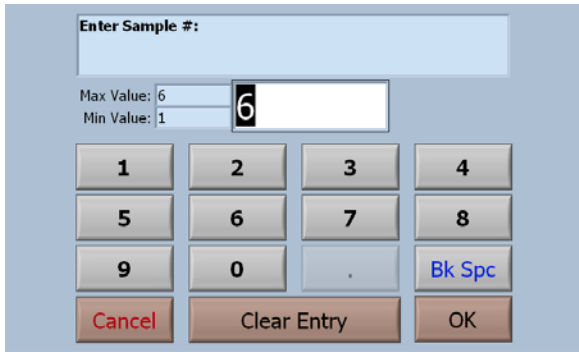 Enter Sample #:
Max Value: 6
6
Min Value: 1
1 2 3 4
5 6 7 8
9 0 . Bk Spc
Cancel Clear Entry OK